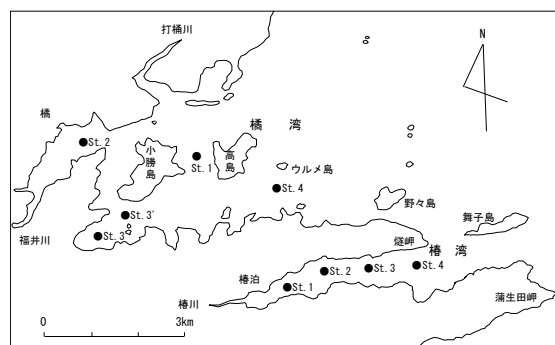 打桶川
N
橘
橘 湾
St.2
小勝島
St.1
高島
ウルメ島
St.4
野々島
St.3'
舞子島
福井川
St.3
燧岬
椿 湾
椿泊
St.2
St.3
St.4
St.1
椿川
蒲生田岬
0 3km